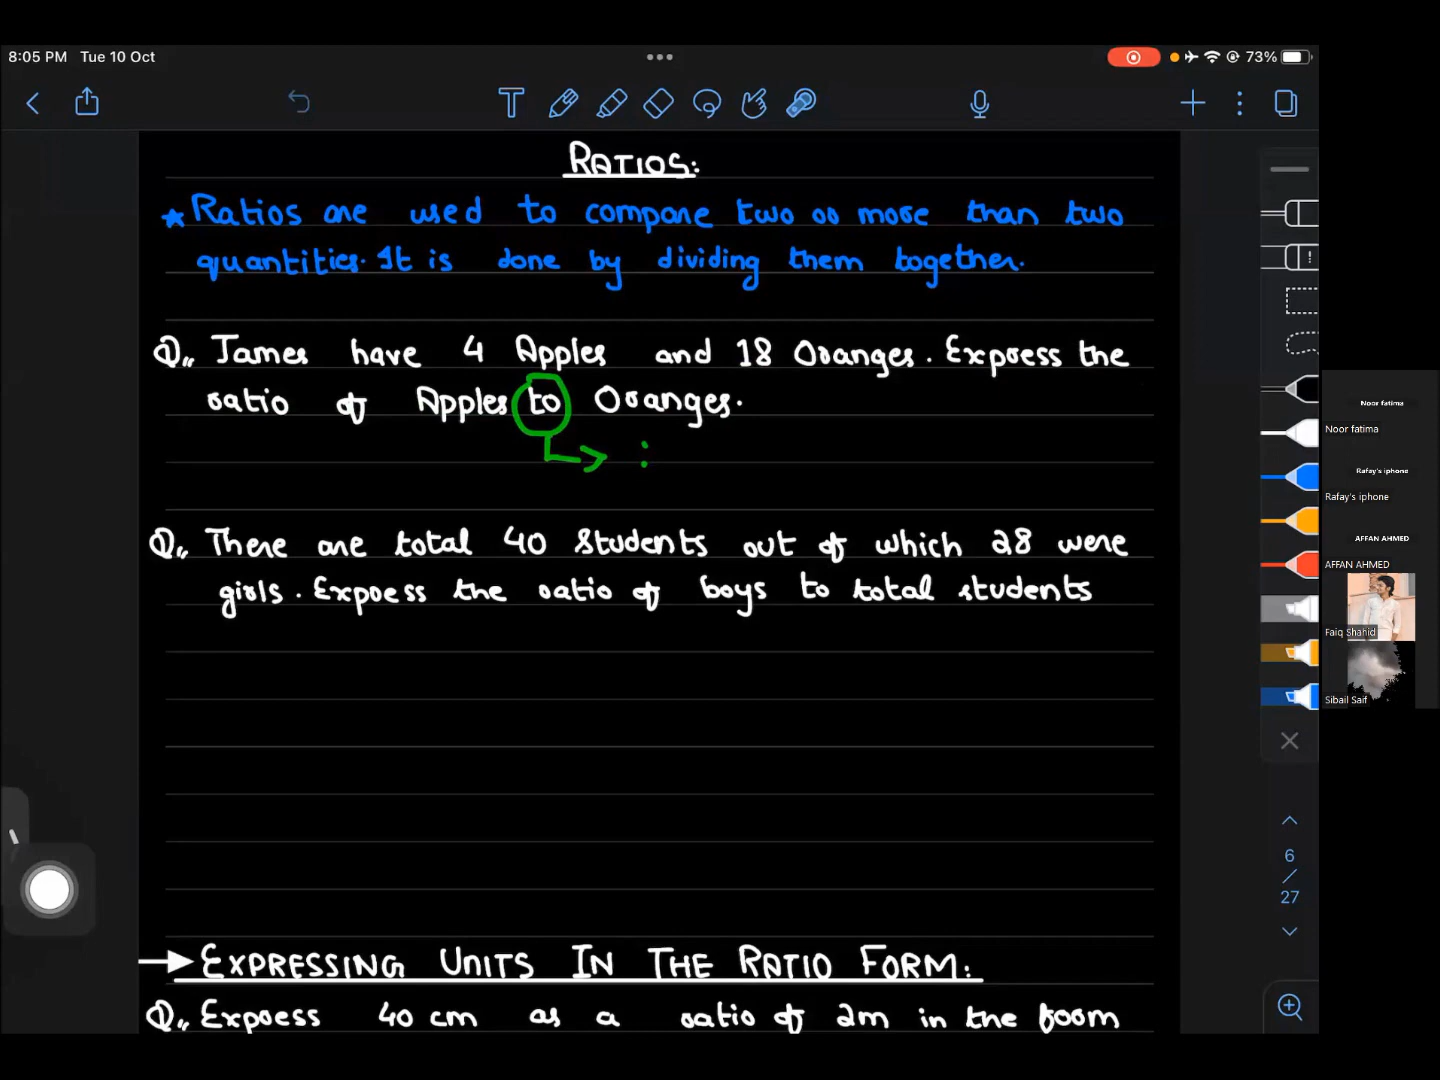 8:05 PM Tue 10 Oct
73%
RATIOS:
★ Ratios are used to compare two or more than two
quantities. It is done by dividing them together.
Q,, James have 4 Apples and 18 Oranges. Express the
ratio of Apples to Oranges.
:
Q,, There are total 40 Students out of which 28 were
girls. Express the ratio of boys to total students
→ EXPRESSING UNITS IN THE RATIO FORM:
Q,, Express 40 cm as a ratio of 2m in the form
6
/
27
Noor fatima
Noor fatima
Rafay's iphone
Rafay's iphone
AFFAN AHMED
AFFAN AHMED
Faiq Shahid
Sibail Saif